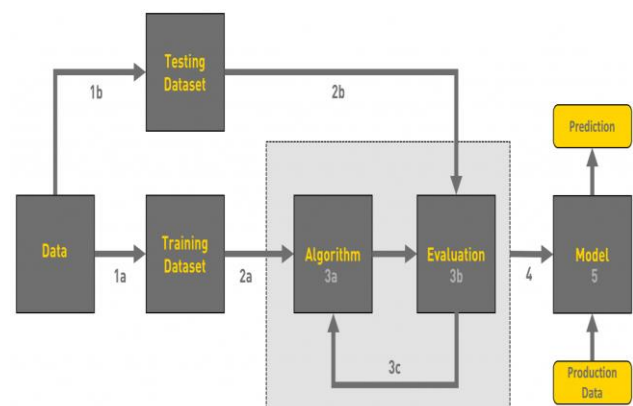 Testing
Dataset
1b
2b
Prediction
Data
1a
Training
Dataset
2a
Algorithm
3a
Evaluation
3b
4
Model
5
3c
Production
Data